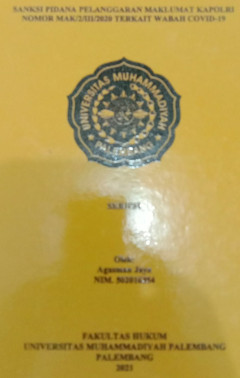 SANKSI PIDANA PELANGGARAN MAKLUMAT KAPOLRI
NOMOR MAK/2/III/2020 TERKAIT WABAH COVID-19
UNIVERSITAS MUHAMMADIYAH
PALEMBANG
SKRIPSI
Oleh:
Agusman Jaya
NIM.
FAKULTAS HUKUM
UNIVERSITAS MUHAMMADIYAH PALEMBANG
PALEMBANG
2021